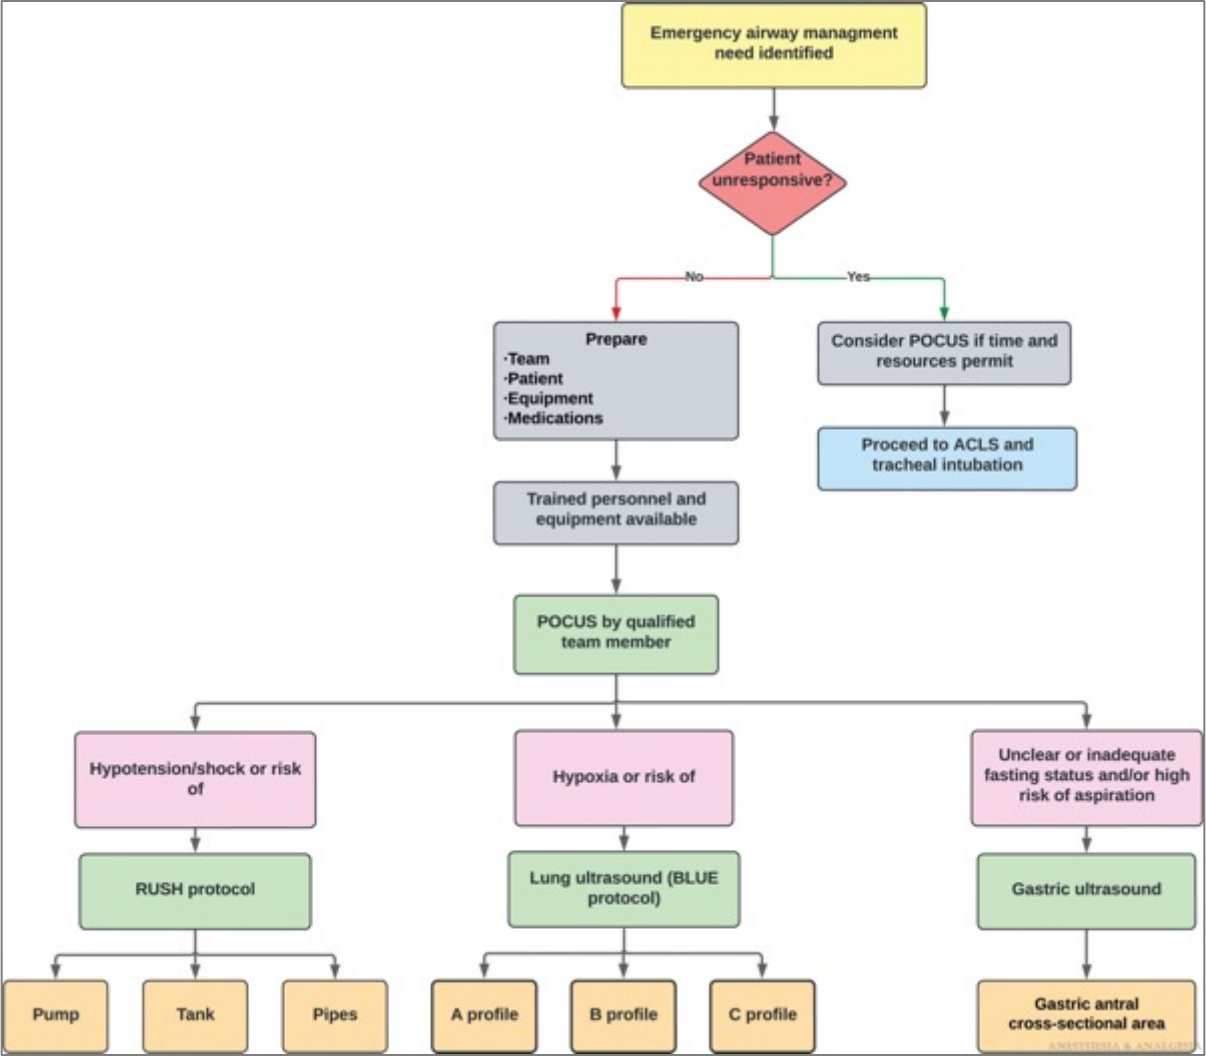 Emergency airway managment
need identified
Patient
unresponsive?
No
Yes
Prepare
·Team
·Patient
·Equipment
·Medications
Consider POCUS if time and
resources permit
Proceed to ACLS and
tracheal intubation
Trained personnel and
equipment available
POCUS by qualified
team member
Hypotension/shock or risk
of
Hypoxia or risk of
Unclear or inadequate
fasting status and/or high
risk of aspiration
RUSH protocol
Lung ultrasound (BLUE
protocol)
Gastric ultrasound
Pump
Tank
Pipes
A profile
B profile
C profile
Gastric antral
cross-sectional area
ANESTHESIA & ANALGESIA